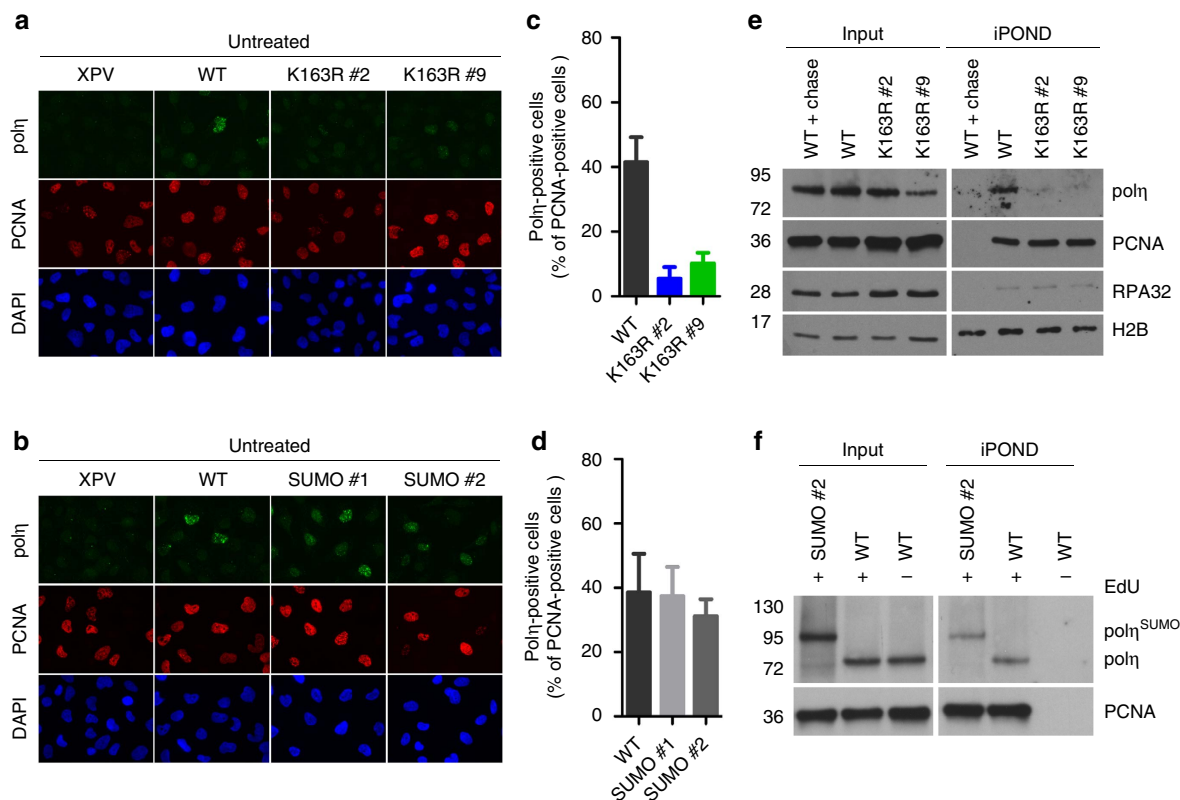 a
Untreated
XPV WT K163R #2 K163R #9
polη
PCNA
DAPI
b
Untreated
XPV WT SUMO #1 SUMO #2
polη
PCNA
DAPI
c
Polη-positive cells
(% of PCNA-positive cells )
80
60
40
20
0
WT
K163R #2
K163R #9
d
Polη-positive cells
(% of PCNA-positive cells )
80
60
40
20
0
WT
SUMO #1
SUMO #2
e
Input iPOND
WT + chase WT K163R #2 K163R #9 WT + chase WT K163R #2 K163R #9
95
72
polη
36
PCNA
28
RPA32
17
H2B
f
Input iPOND
SUMO #2 WT WT SUMO #2 WT WT
+ + – + + – EdU
130
95
72
polηSUMO
polη
36
PCNA